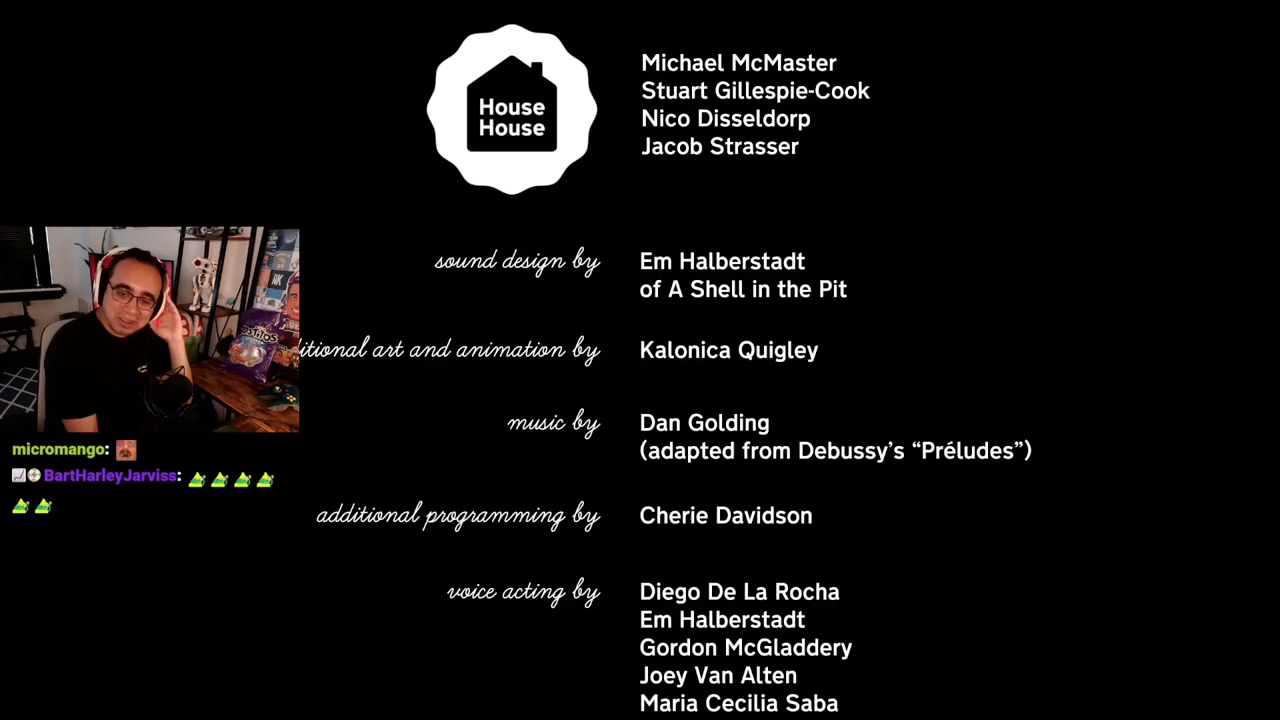 House
House
Michael McMaster
Stuart Gillespie-Cook
Nico Disseldorp
Jacob Strasser
sound design by
Em Halberstadt
of A Shell in the Pit
itional art and animation by
Kalonica Quigley
music by
Dan Golding
(adapted from Debussy's “Préludes”)
additional programming by
Cherie Davidson
voice acting by
Diego De La Rocha
Em Halberstadt
Gordon McGladdery
Joey Van Alten
Maria Cecilia Saba
micromango:
BartHarleyJarviss: